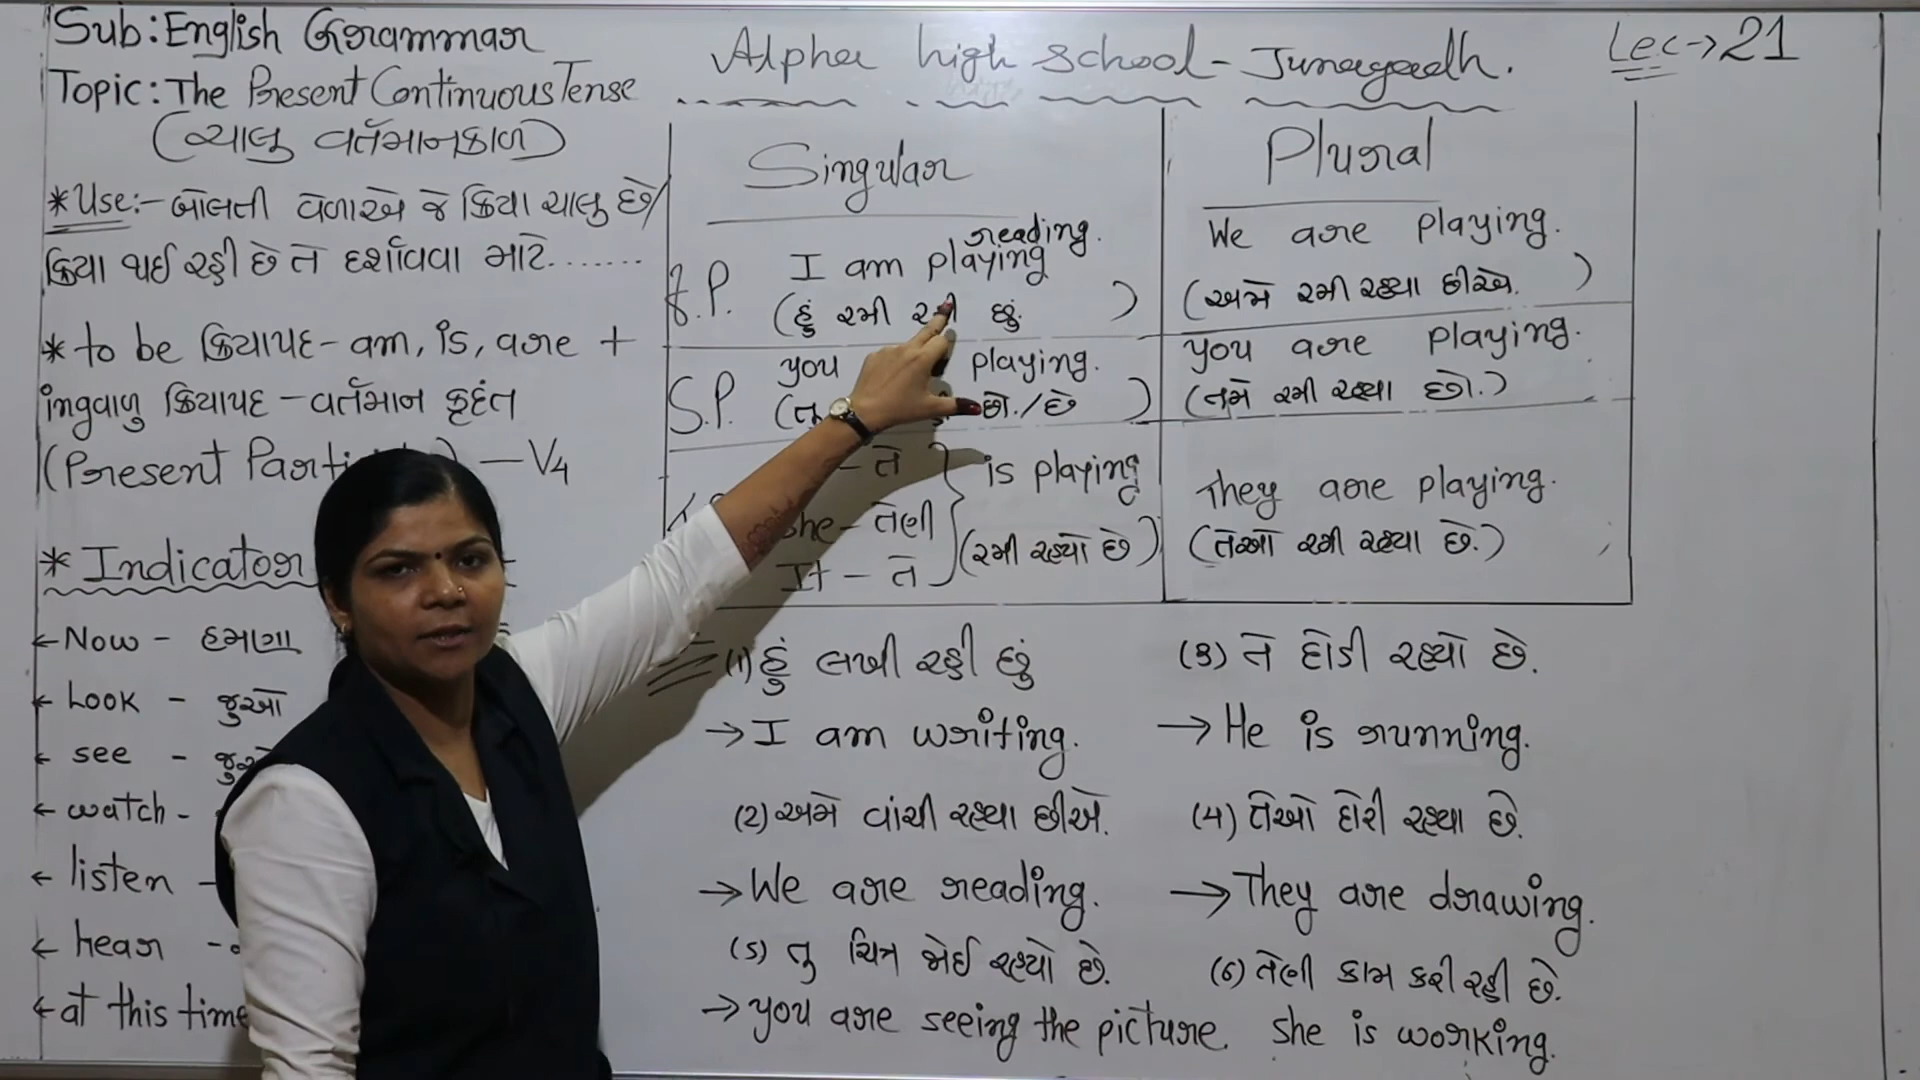 Sub: English Grammar
Topic: The Present Continuous Tense
(ચાલુ વર્તમાનકાળ)
* Use:- બોલતી વેળાએ જે ક્રિયા ચાલુ છે/
ક્રિયા થઈ રહી છે તે દર્શાવવા માટે.......
* to be ક્રિયાપદ - am, is, are +
ingવાળુ ક્રિયાપદ - વર્તમાન કૃદંત
(Present - V4
* Indicator
← Now - હમણા
← Look - જુઓ
← see -
← watch -
← listen -
← hear -
← at this time
Alpha high school - Junagadh.
Lec → 21
Singular
Plural
reading.
F.P. I am playing
(હું રમી રહી છું. )
We are playing.
(અમે રમી રહ્યા છીએ. )
S.P. you playing.
(તુ છો./છે )
you are playing.
(તમે રમી રહ્યા છો.)
- તે
She - તેણી
It - તે
is playing
(રમી રહ્યો છે)
They are playing.
(તેઓ રમી રહ્યા છે.)
(1) હું લખી રહી છું
→ I am writing.
(2) અમે વાંચી રહ્યા છીએ.
→ We are reading.
(5) તુ ચિત્ર જોઈ રહ્યો છે.
→ you are seeing the picture.
(3) તે દોડી રહ્યો છે.
→ He is running.
(4) તેઓ દોરી રહ્યા છે.
→ They are drawing.
(6) તેણી કામ કરી રહી છે.
She is working.